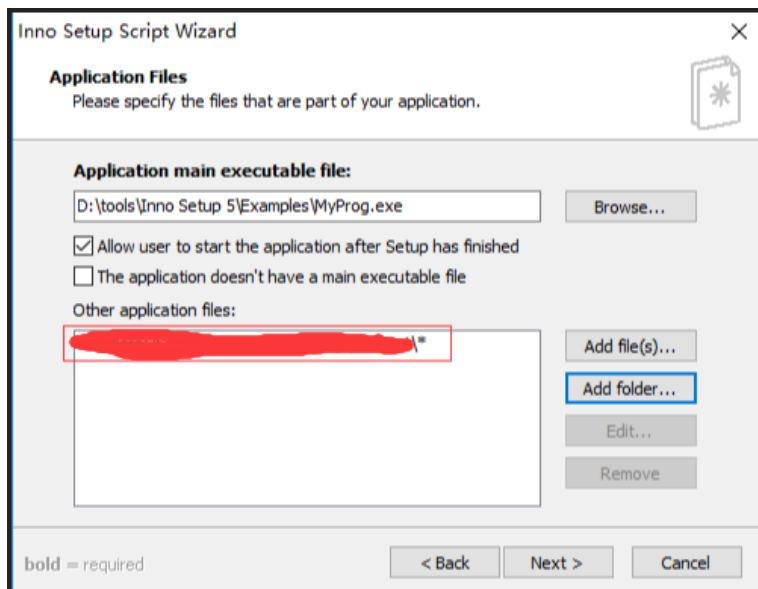 Inno Setup Script Wizard
Application Files
Please specify the files that are part of your application.
Application main executable file:
D:\tools\Inno Setup 5\Examples\MyProg.exe
Browse...
Allow user to start the application after Setup has finished
The application doesn't have a main executable file
Other application files:
\*
Add file(s)...
Add folder...
Edit...
Remove
bold = required
< Back
Next >
Cancel